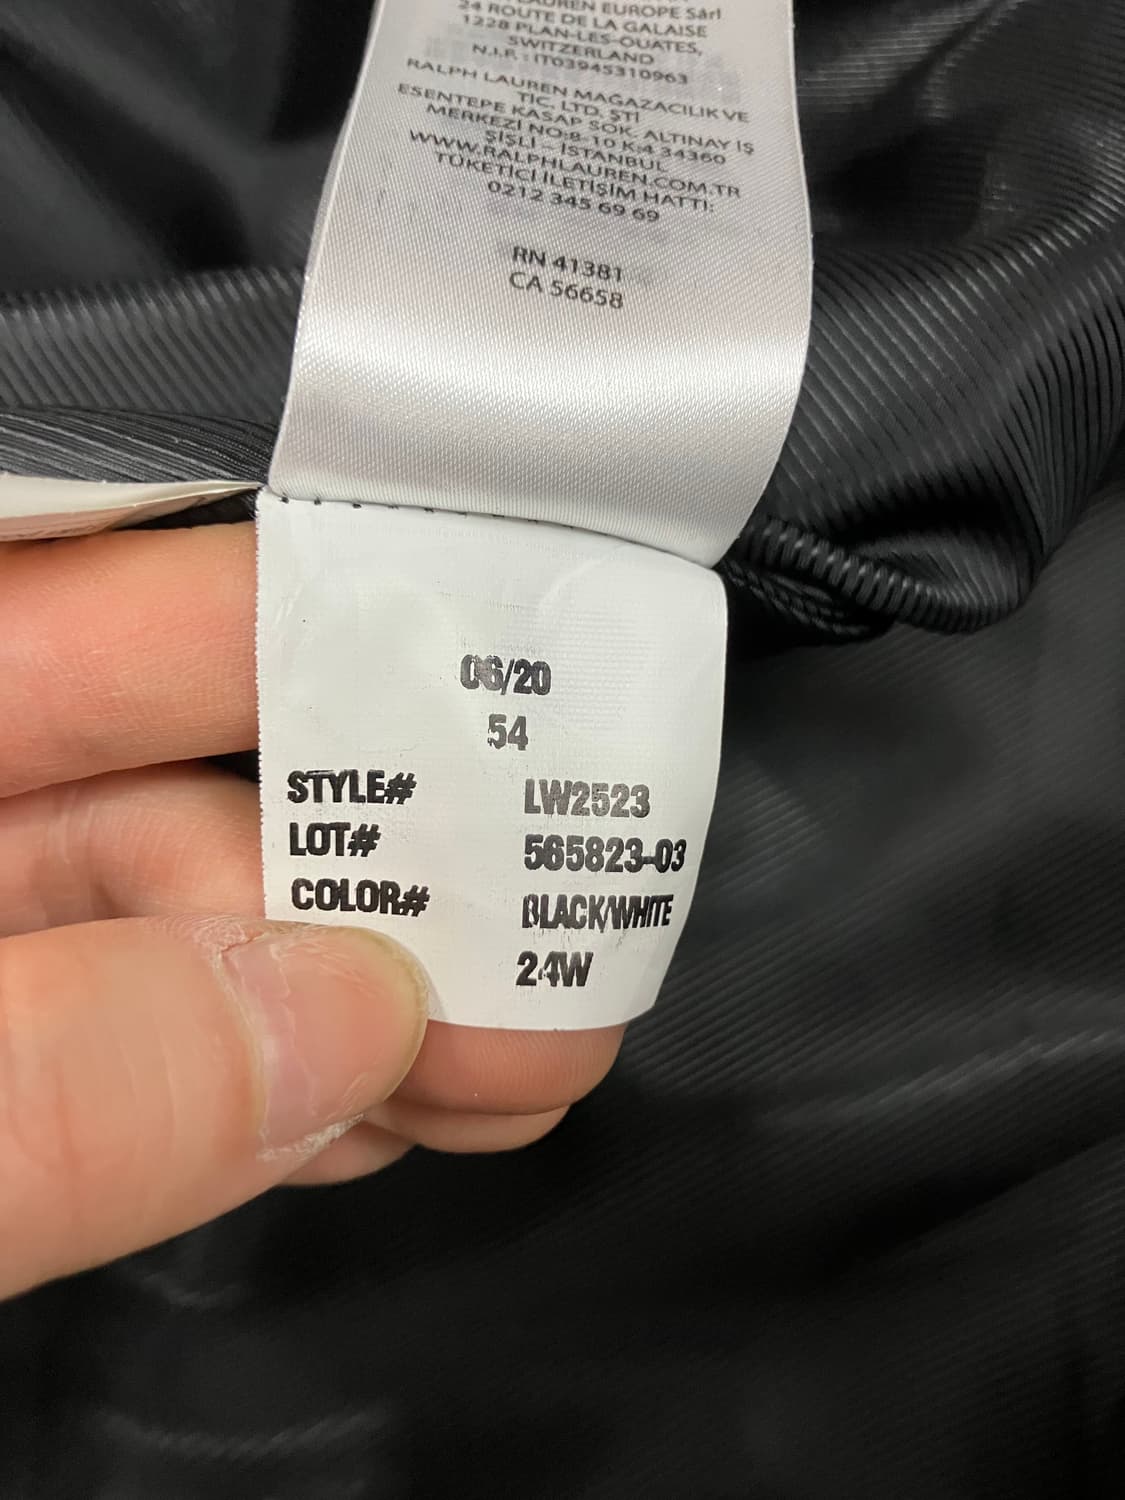 LAUREN EUROPE Sàrl
24 ROUTE DE LA GALAISE
1228 PLAN-LES-OUATES,
SWITZERLAND
N.I.F.: IT03945310963
RALPH LAUREN MAĞAZACILIK VE
TİC. LTD. ŞTİ
ESENTEPE KASAP SOK. ALTINAY İŞ
MERKEZİ NO:8-10 K:4 34360
ŞİŞLİ - İSTANBUL
WWW.RALPHLAUREN.COM.TR
TÜKETİCİ İLETİŞİM HATTI:
0212 345 69 69
RN 41381
CA 56658
06/20
54
STYLE# LW2523
LOT# 565823-03
COLOR# BLACK/WHITE
24W